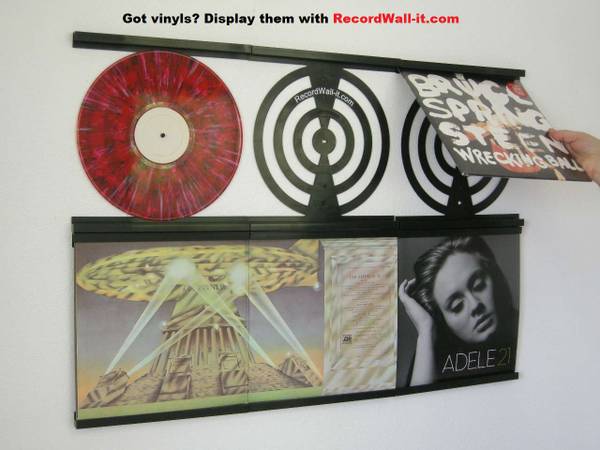 Got vinyls? Display them with RecordWall-it.com
RecordWall-it.com
BRUCE
SPRING
STEEN
WRECKING BALL
ADELE 21